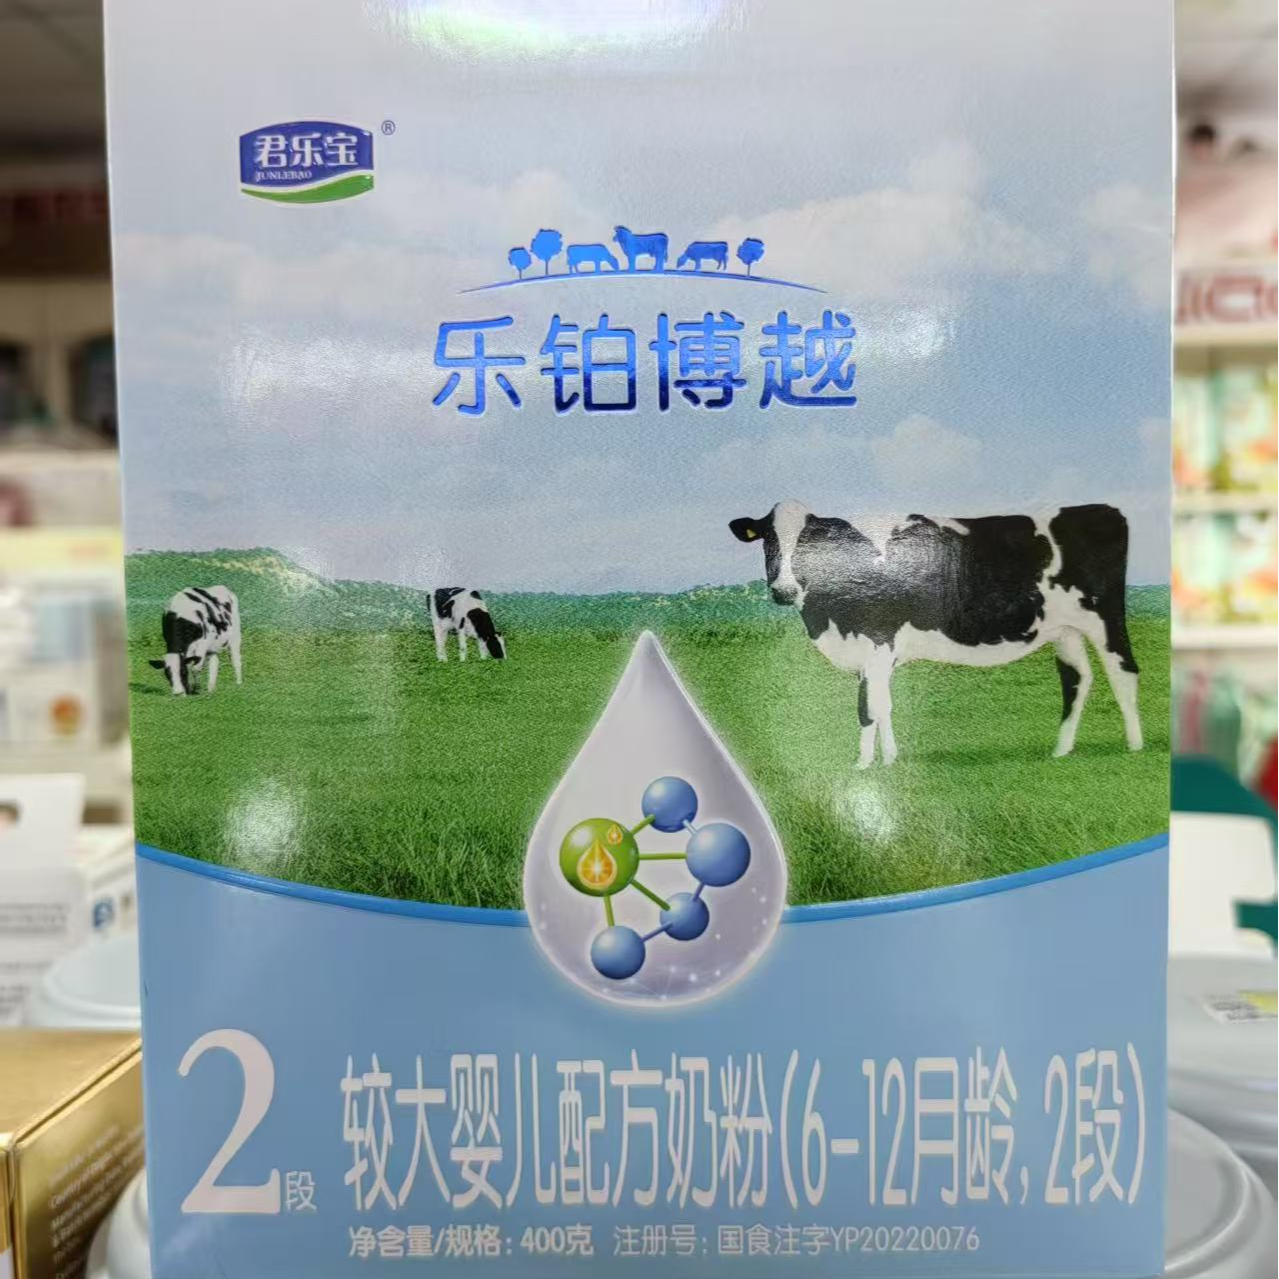 君乐宝®
JUNLEBAO
乐铂博越
2段
较大婴儿配方奶粉(6-12月龄,2段)
净含量/规格:400克 注册号:国食注字YP20220076